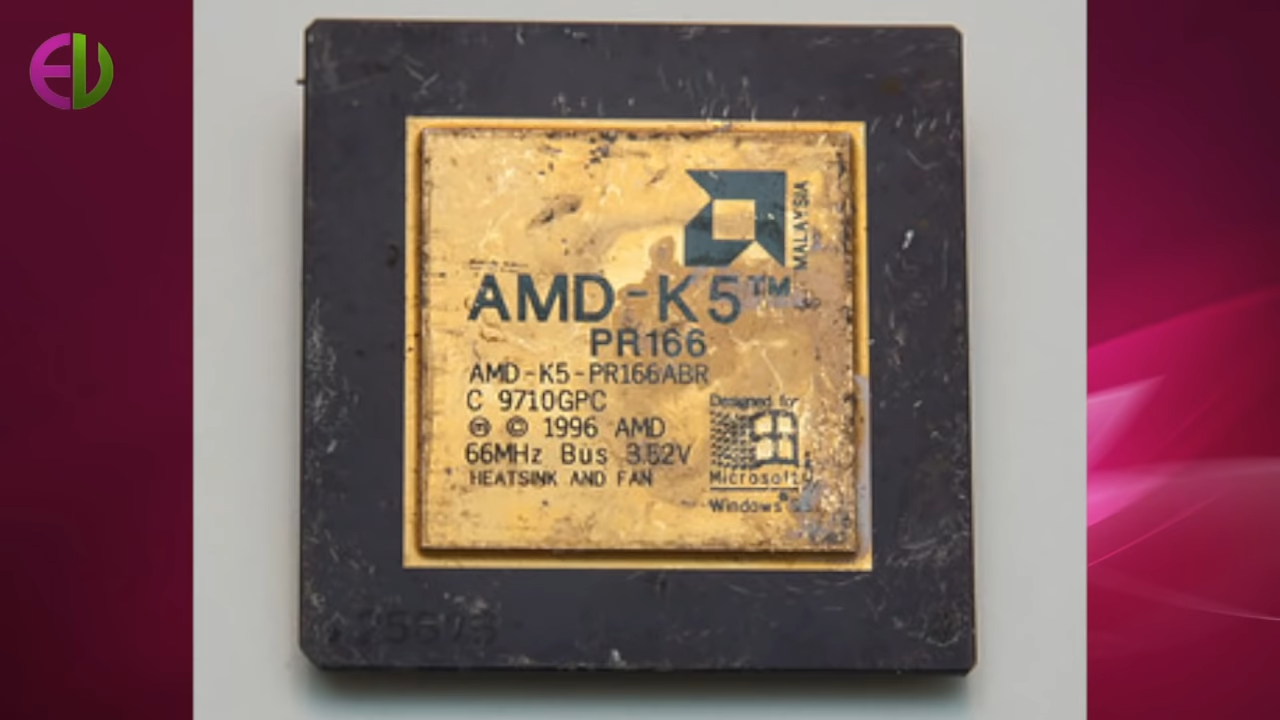 EV
MALAYSIA
AMD-K5™
PR166
AMD-K5-PR166ABR
C 9710GPC
Ⓜ © 1996 AMD
66MHz Bus 3.52V
HEATSINK AND FAN
Designed for
Microsoft®
Windows®